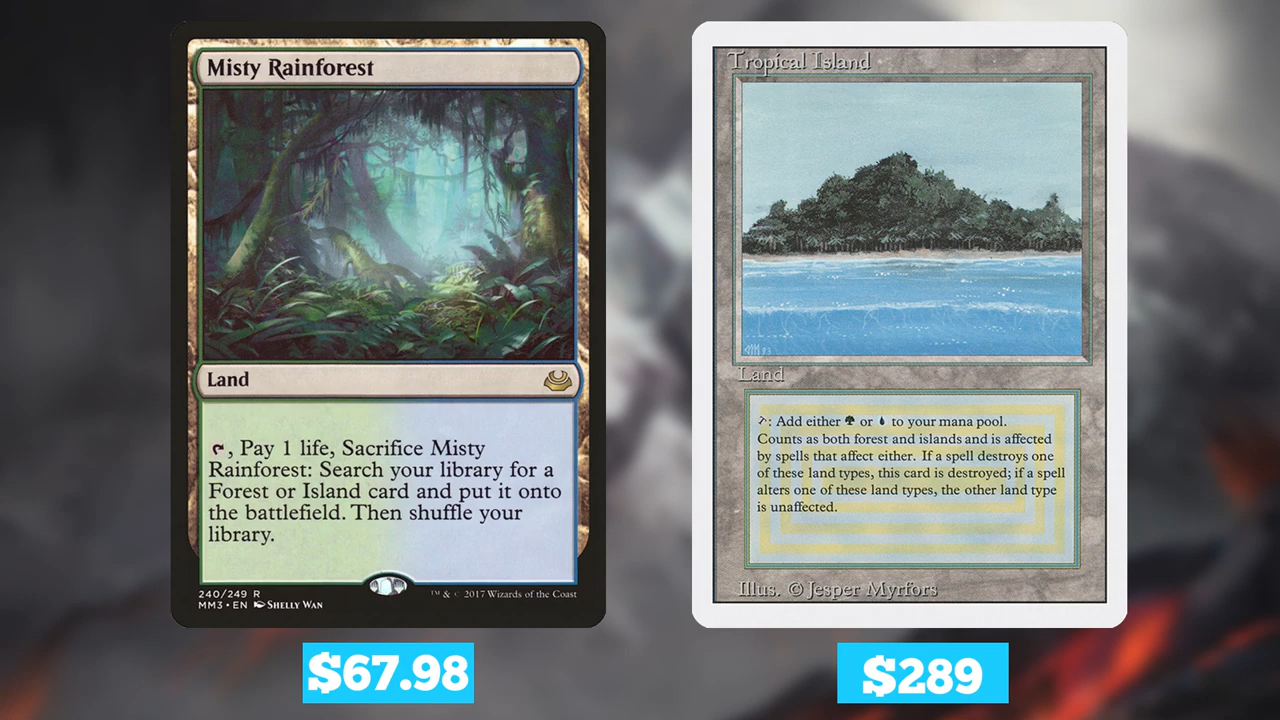 Misty Rainforest
Land
, Pay 1 life, Sacrifice Misty
Rainforest: Search your library for a
Forest or Island card and put it onto
the battlefield. Then shuffle your
library.
240/249 R
MM3 • EN SHELLY WAN
™ & © 2017 Wizards of the Coast
$67.98
Tropical Island
Land
: Add either or to your mana pool.
Counts as both forest and islands and is affected
by spells that affect either. If a spell destroys one
of these land types, this card is destroyed; if a spell
alters one of these land types, the other land type
is unaffected.
Illus. © Jesper Myrfors
$289